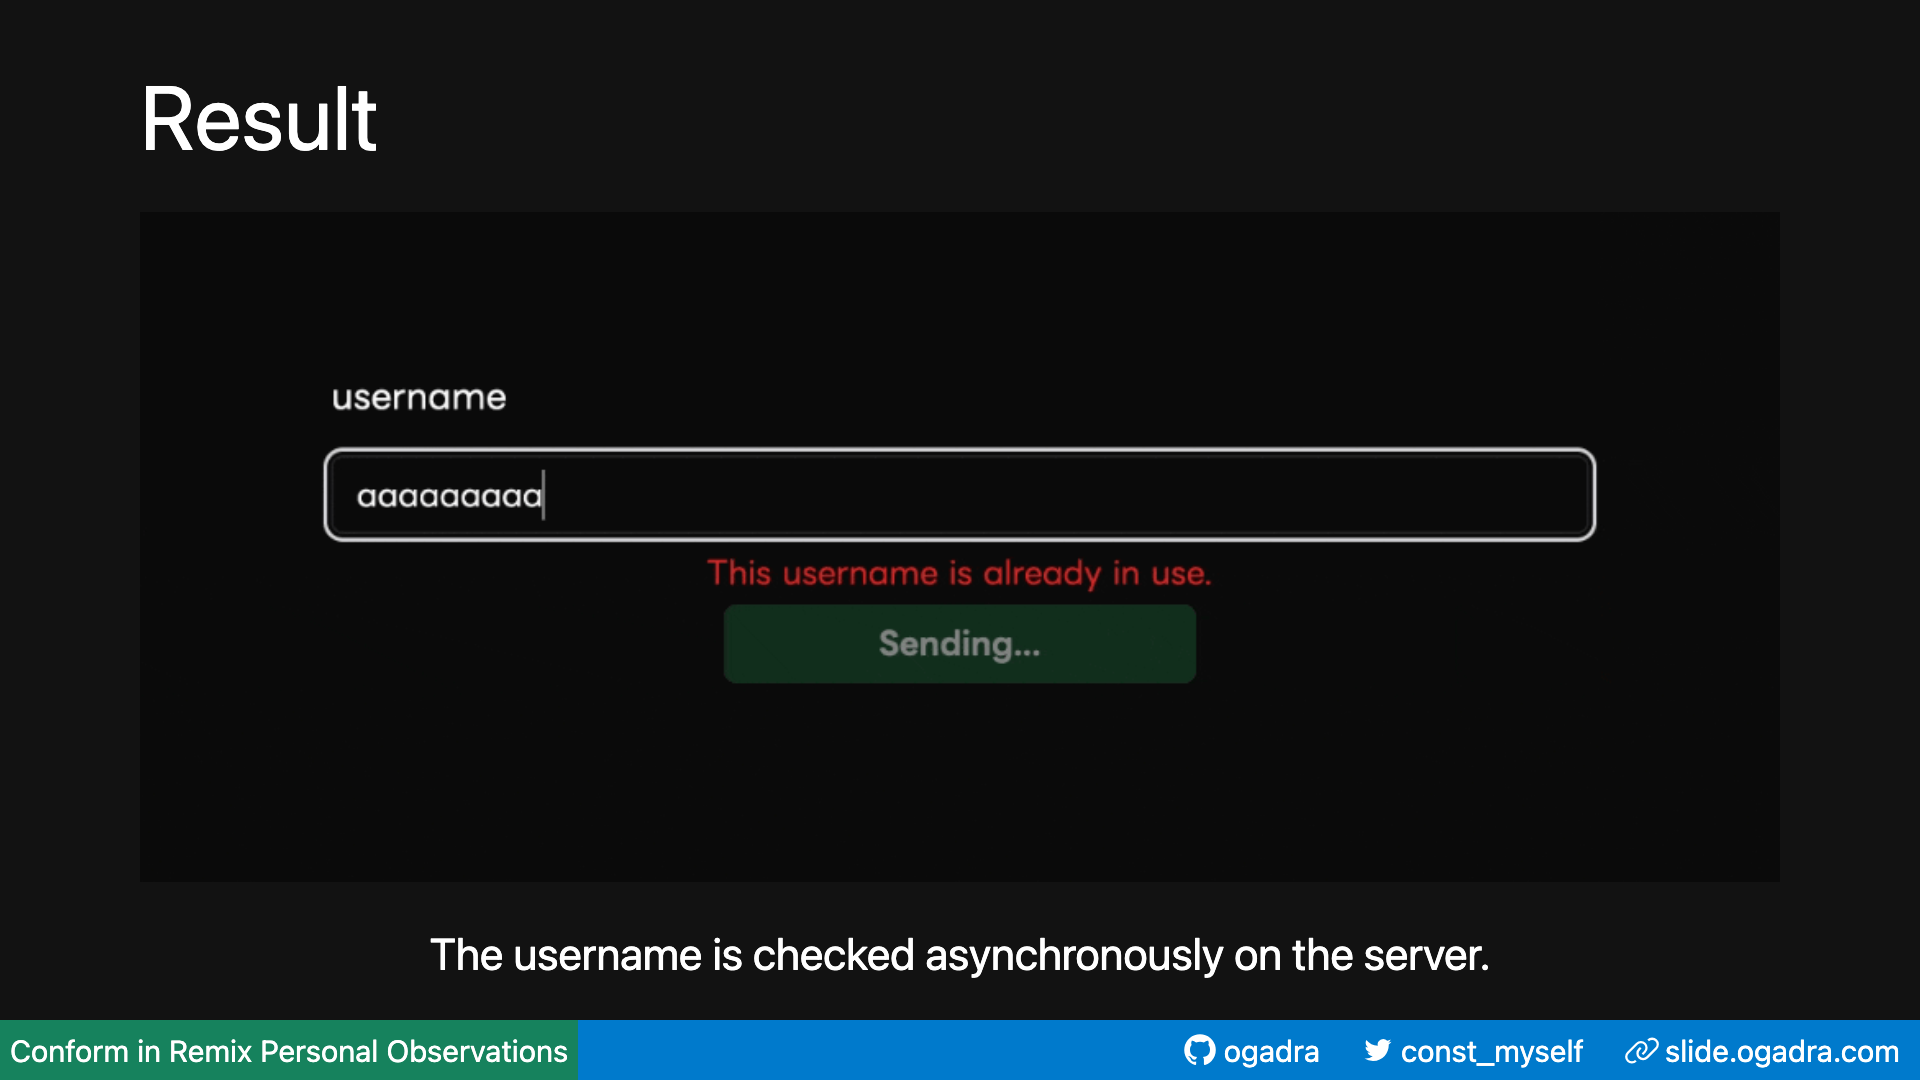 Result
username
aaaaaaaaa
This username is already in use.
Sending...
The username is checked asynchronously on the server.
Conform in Remix Personal Observations
ogadra
const_myself
slide.ogadra.com